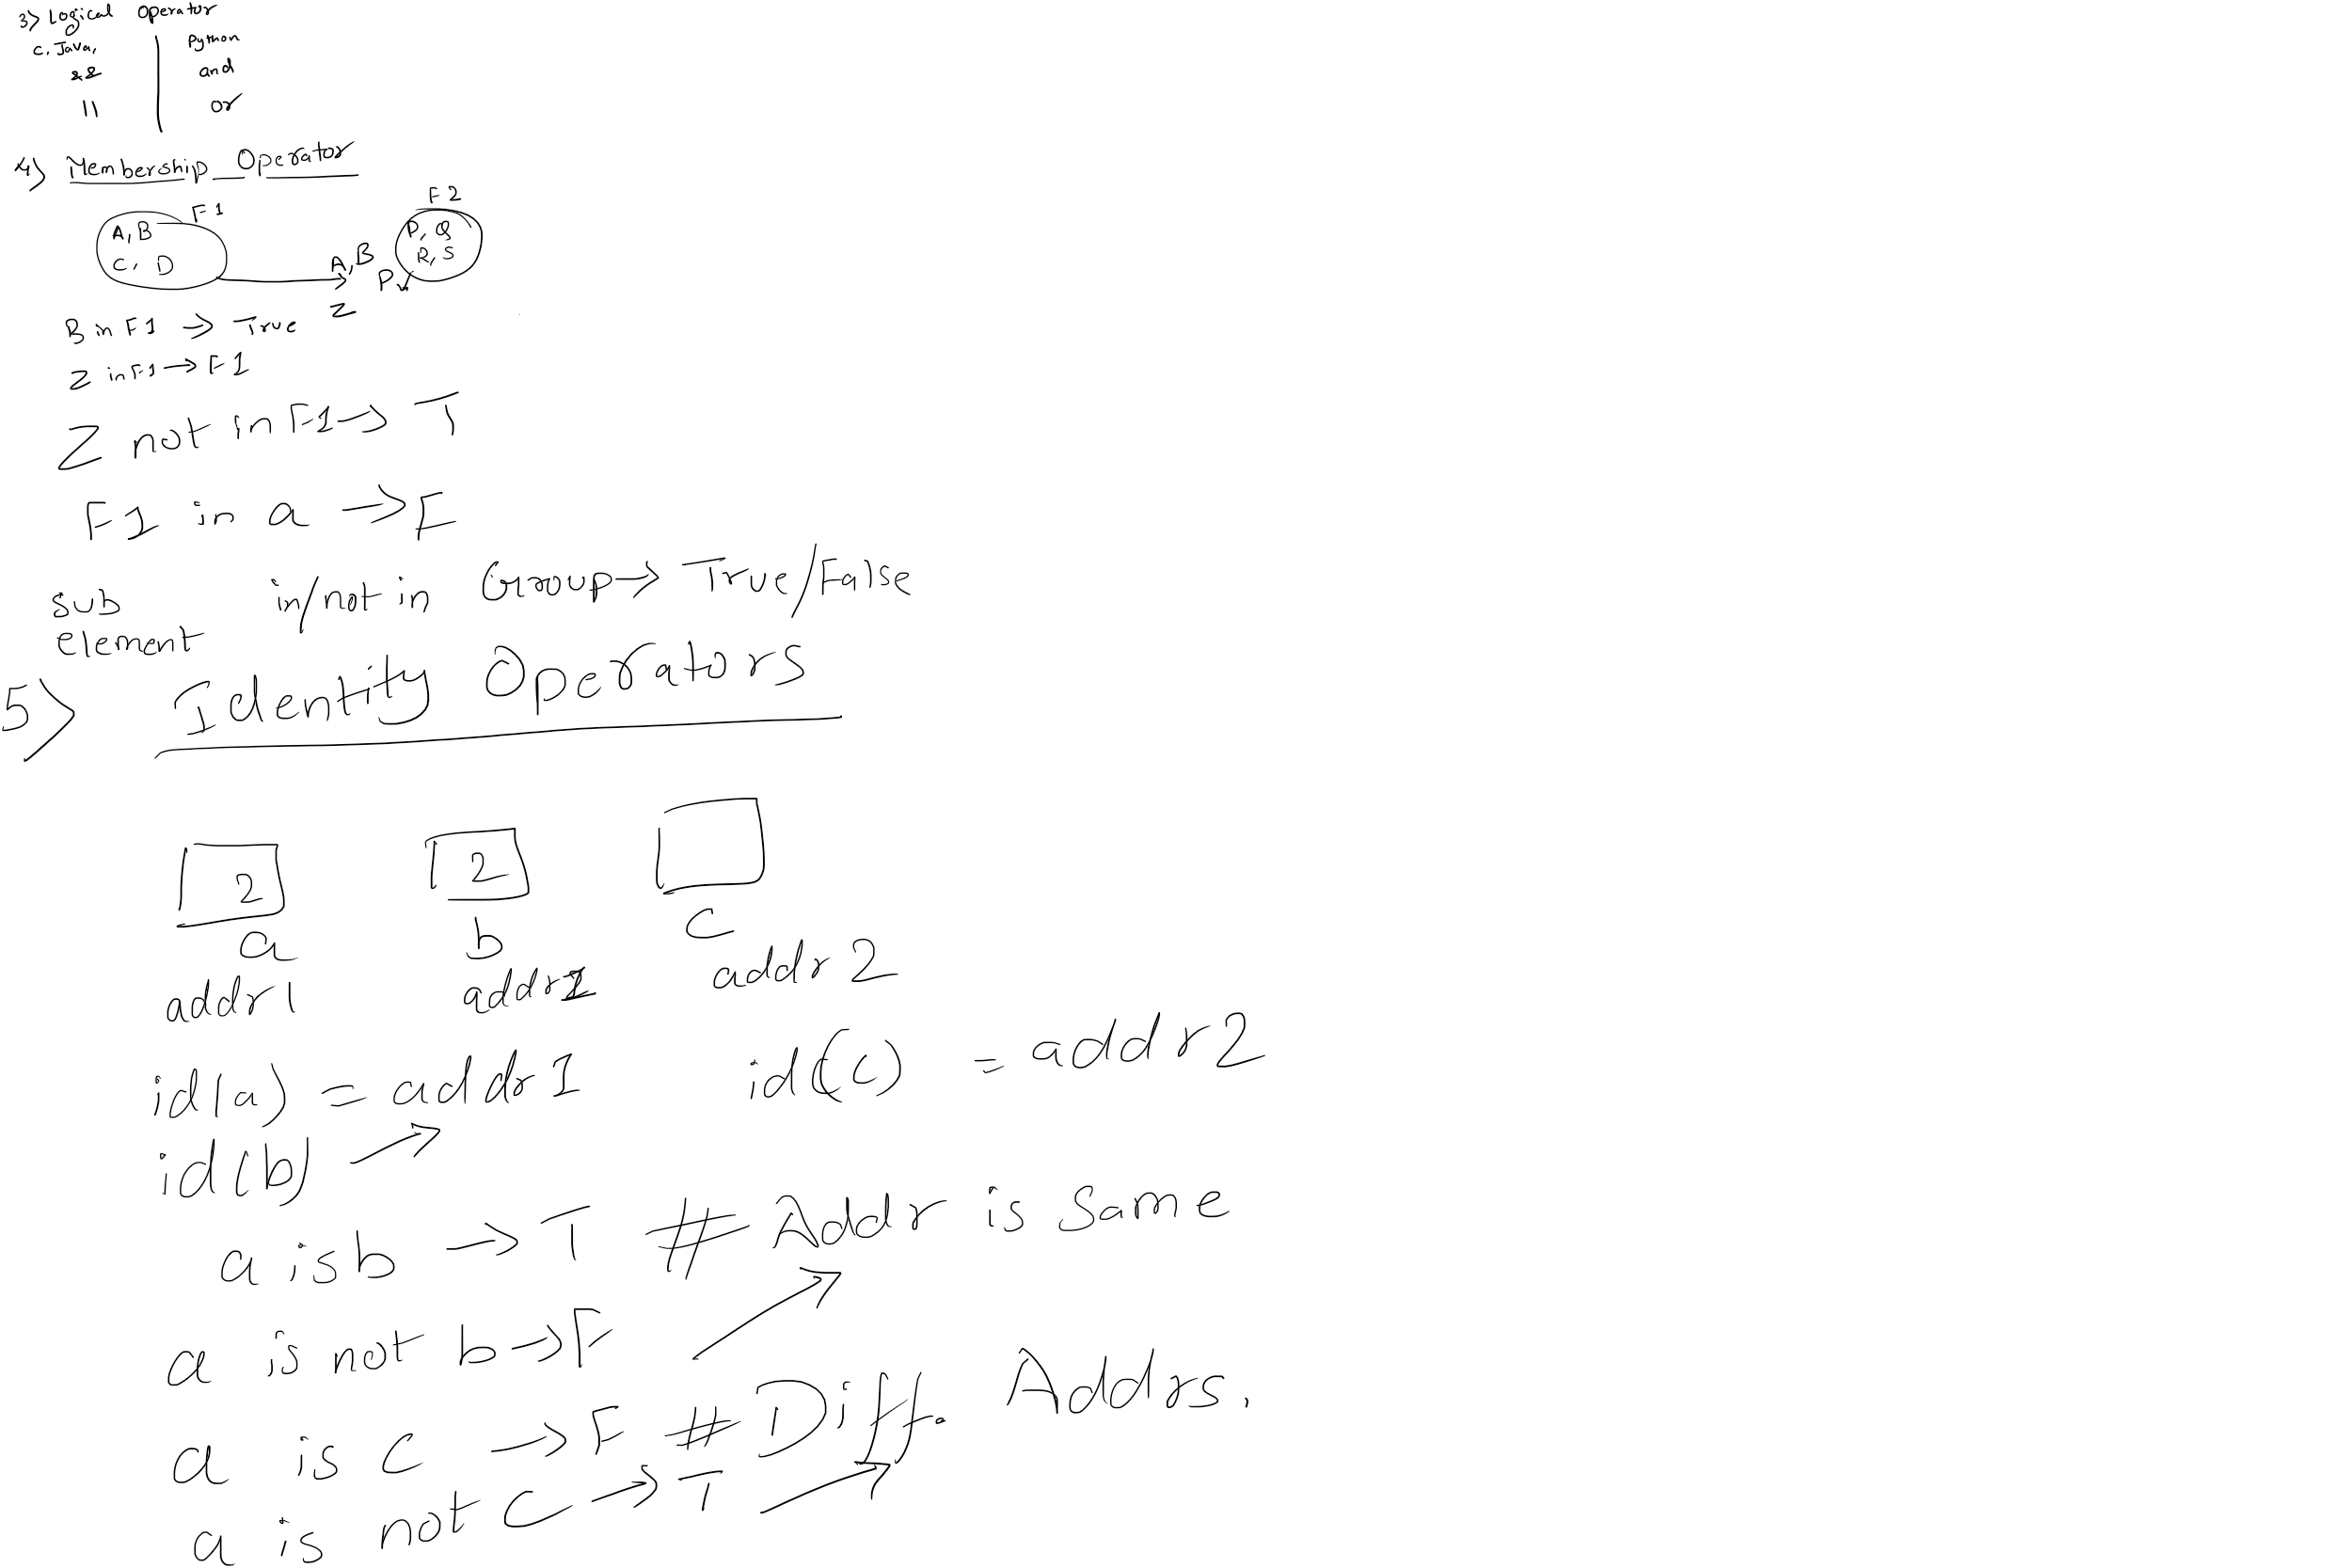 3> Logical Operator
C, Java, Python
&& and
|| or
4) Membership Operator
F1 F2
A, B P, Q
C, D R, S
A, B
P
Z
B in F1 → True
Z in F1 → F1
Z not in F1 → T
F1 in a → F
sub element in/not in Group → True/False
5> Identity Operators
2 2
a b C
addr1 addr1 addr2
id(a) = addr1 id(c) = addr2
id(b) →
a is b → T # Addr is Same
a is not b → F
a is C → F # Diff. Addrs.
a is not C → T